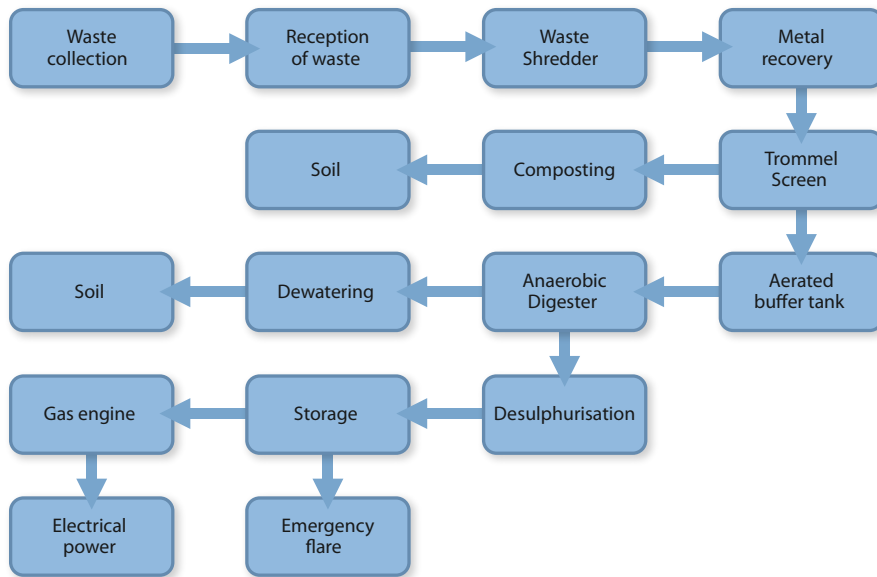 Waste
collection
Reception
of waste
Waste
Shredder
Metal
recovery
Soil
Composting
Trommel
Screen
Soil
Dewatering
Anaerobic
Digester
Aerated
buffer tank
Gas engine
Storage
Desulphurisation
Electrical
power
Emergency
flare